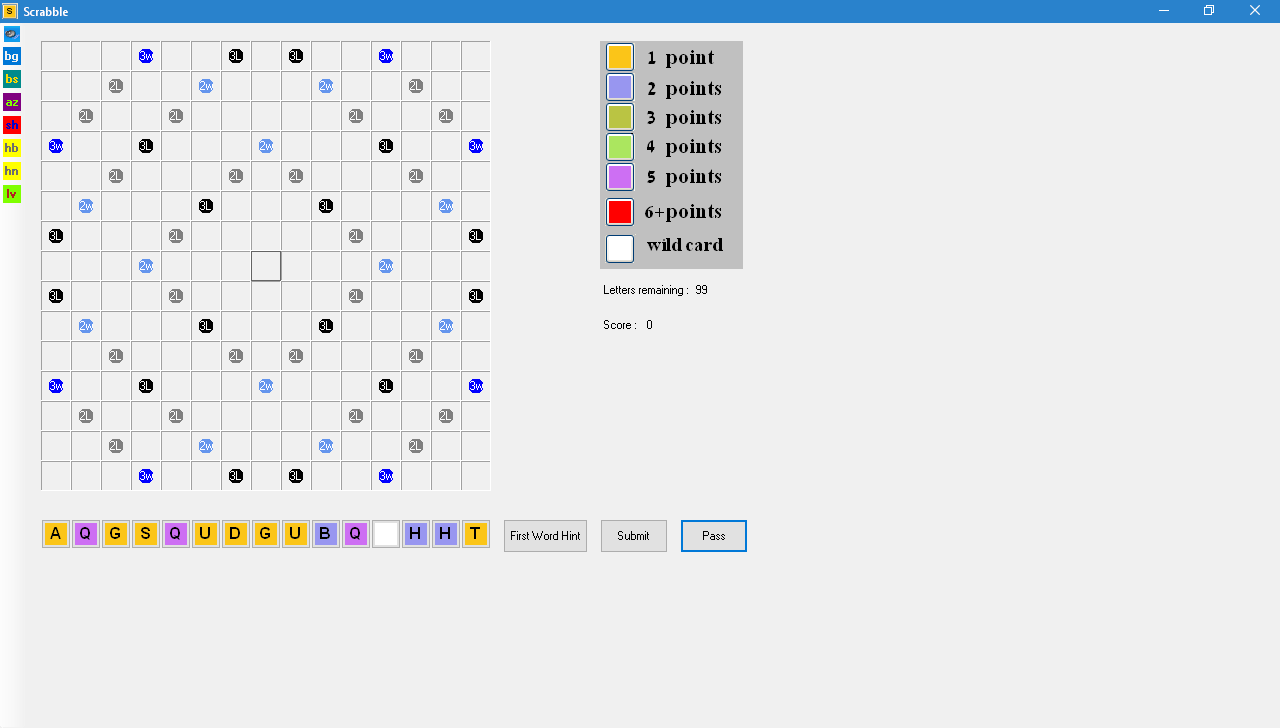 Scrabble
bg
bs
az
sh
hb
hn
lv
3W 3L 3L 3W
2L 2W 2W 2L
2L 2L 2L 2L
3W 3L 2W 3L 3W
2L 2L 2L 2L
2W 3L 3L 2W
3L 2L 2L 3L
2W 2W
3L 2L 2L 3L
2W 3L 3L 2W
2L 2L 2L 2L
3W 3L 2W 3L 3W
2L 2L 2L 2L
2L 2W 2W 2L
3W 3L 3L 3W
1 point
2 points
3 points
4 points
5 points
6+points
wild card
Letters remaining : 99
Score : 0
A Q G S Q U D G U B Q H H T
First Word Hint
Submit
Pass